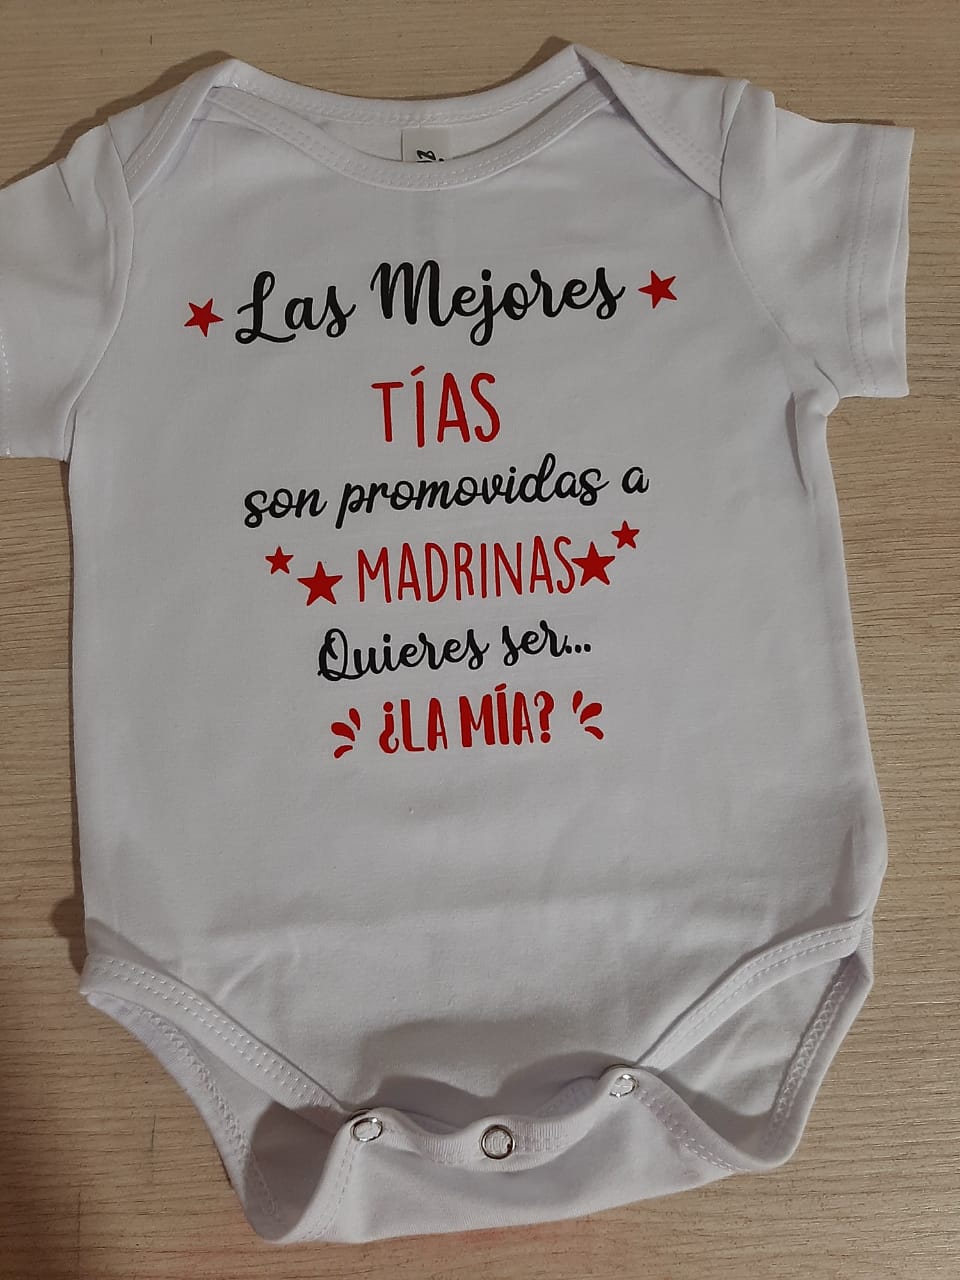 Las Mejores
TÍAS
son promovidas a
MADRINAS
Quieres ser...
¿LA MÍA?